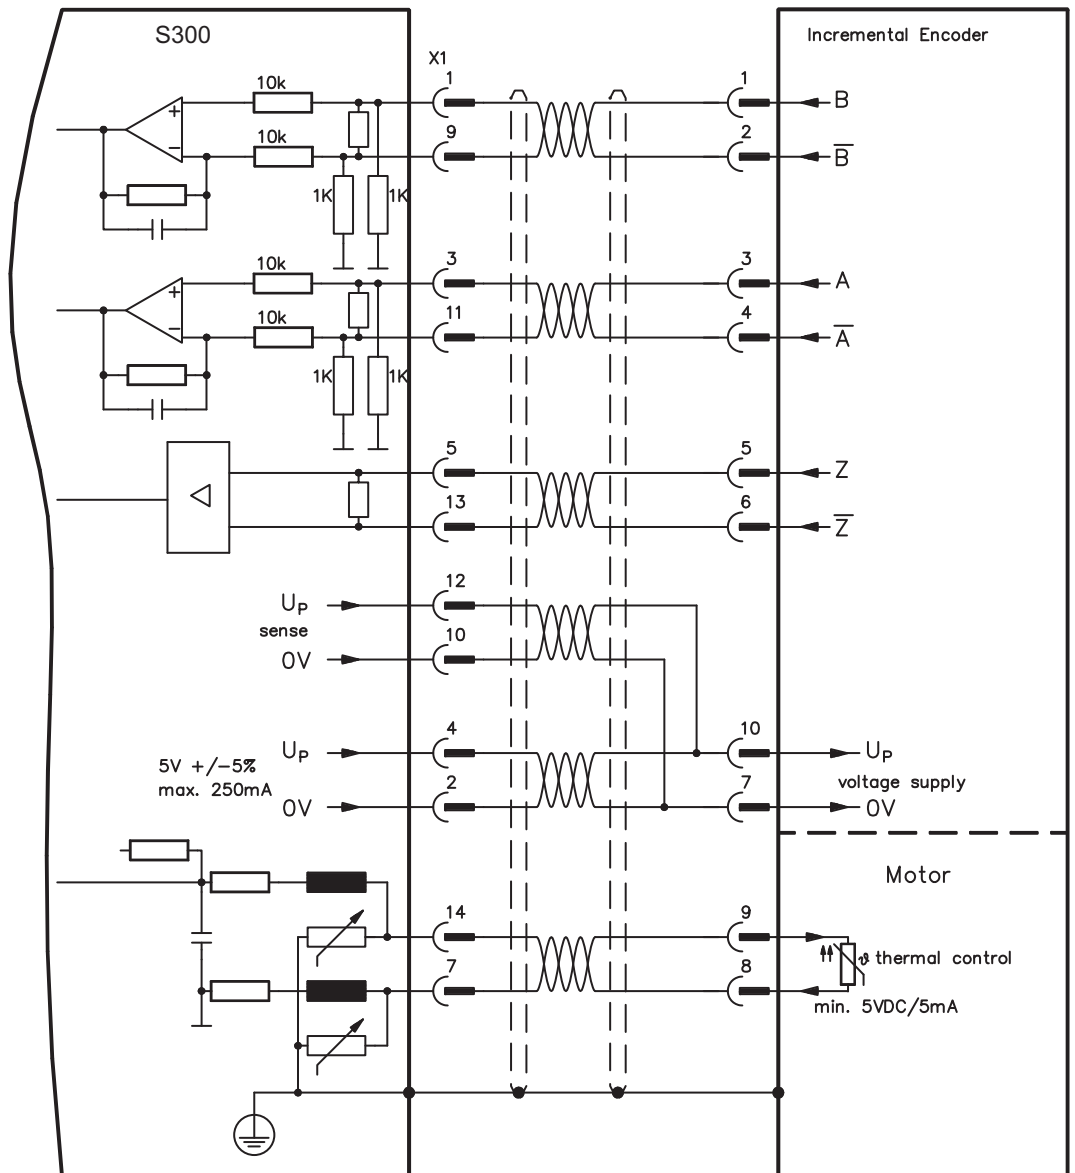 S300
Incremental Encoder
X1
10k
1
1
B
10k
9
2
B̅
1K
1K
10k
3
3
A
10k
11
4
A̅
1K
1K
5
5
Z
13
6
Z̅
12
UP
sense
10
0V
4
10
UP
UP
5V +/-5%
max. 250mA
voltage supply
2
7
0V
0V
Motor
14
9
ϑ thermal control
7
8
min. 5VDC/5mA
+
−
+
−